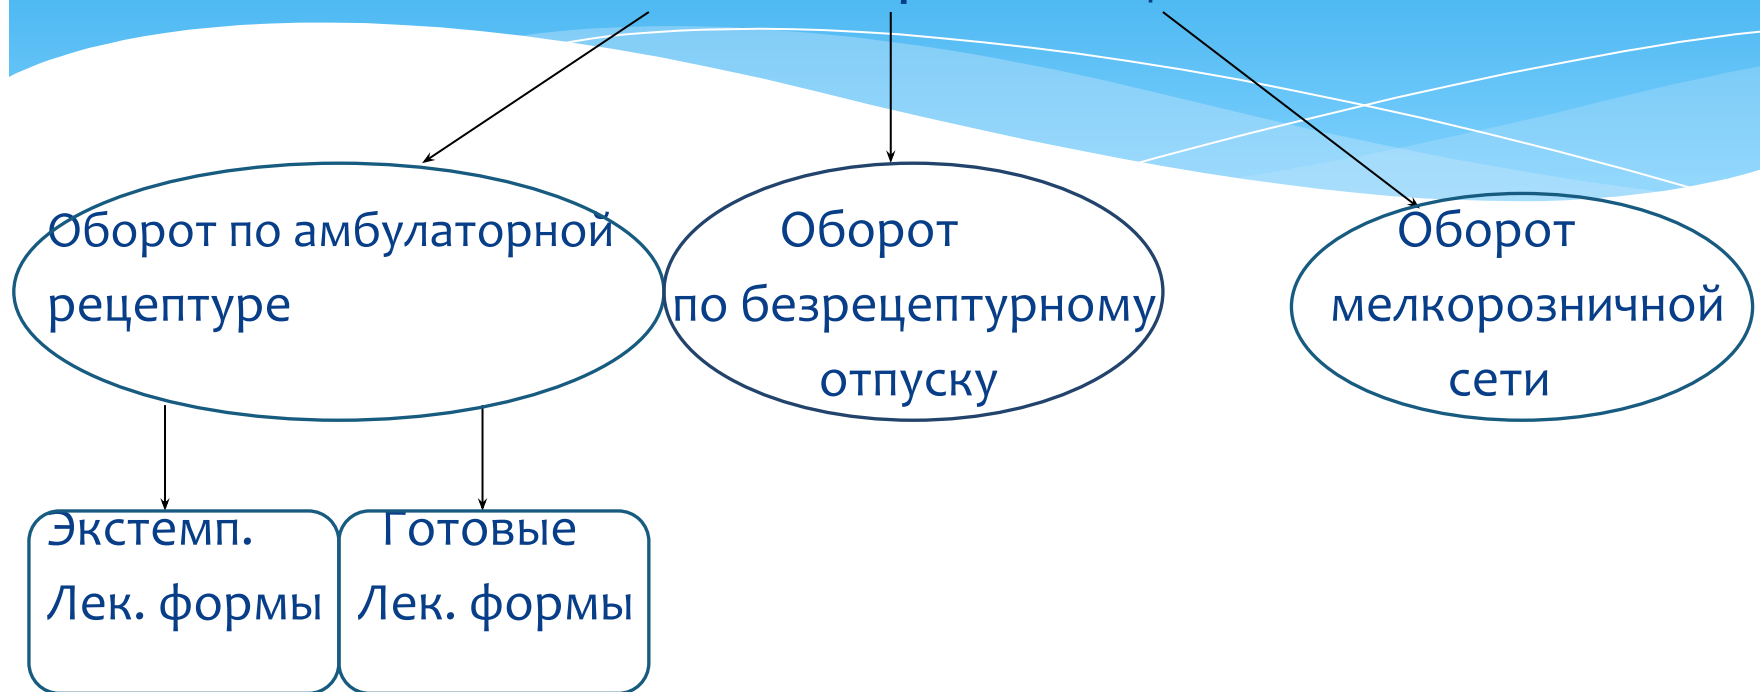 Оборот по амбулаторной
рецептуре
Оборот
по безрецептурному
отпуску
Оборот
мелкорозничной
сети
Экстемп.
Лек. формы
Готовые
Лек. формы